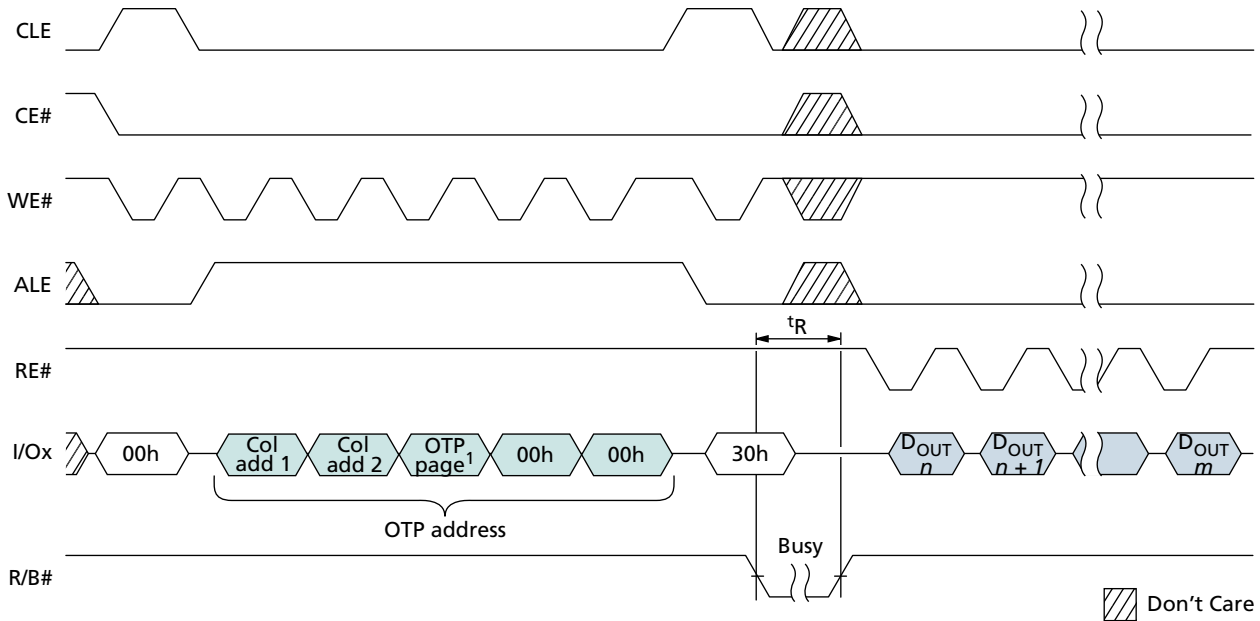 CLE
CE#
WE#
ALE
tR
RE#
I/Ox
00h
Col
add 1
Col
add 2
OTP
page1
00h
00h
30h
DOUT
n
DOUT
n + 1
DOUT
m
OTP address
Busy
R/B#
Don't Care